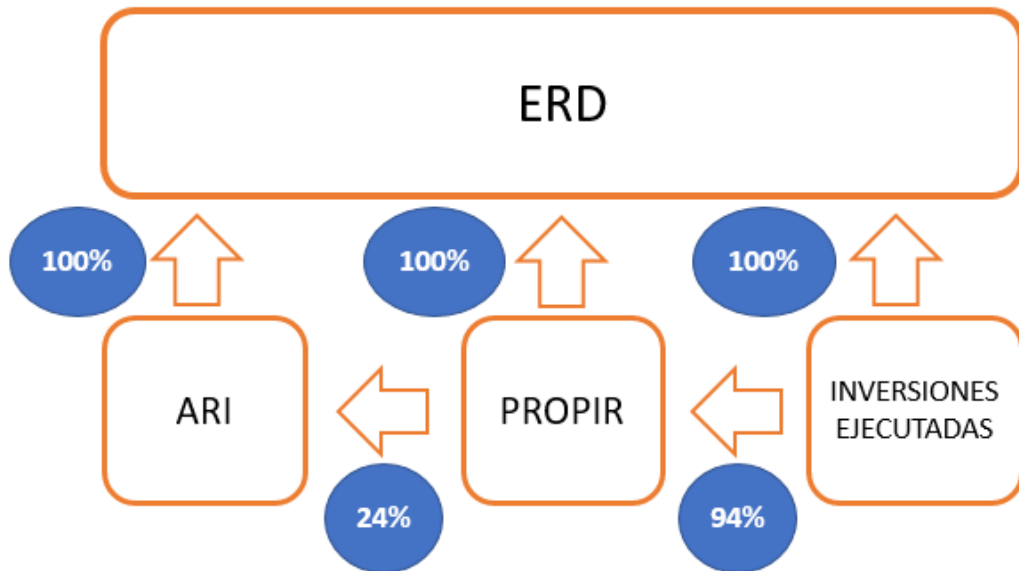 ERD
100%
100%
100%
ARI
PROPIR
INVERSIONES
EJECUTADAS
24%
94%